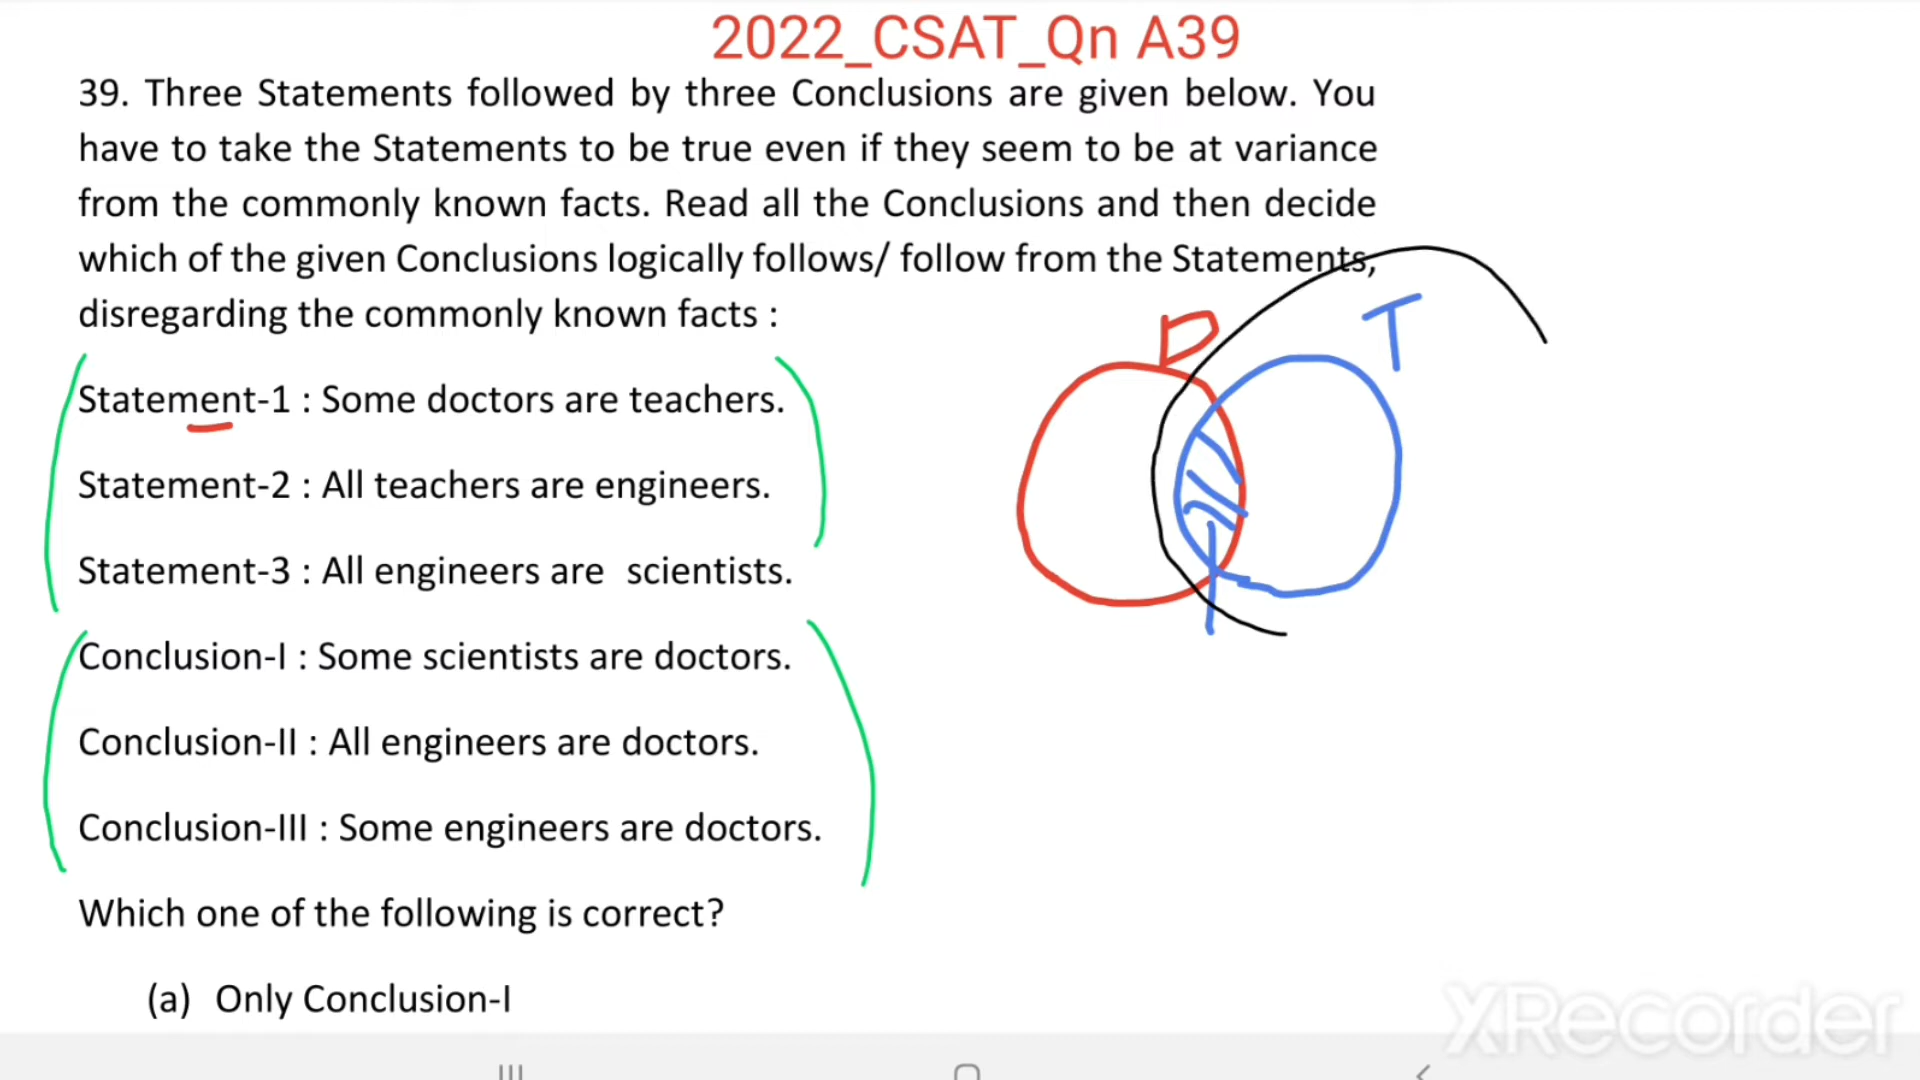 2022_CSAT_Qn A39
39. Three Statements followed by three Conclusions are given below. You
have to take the Statements to be true even if they seem to be at variance
from the commonly known facts. Read all the Conclusions and then decide
which of the given Conclusions logically follows/ follow from the Statements,
disregarding the commonly known facts :
D
T
Statement-1 : Some doctors are teachers.
Statement-2 : All teachers are engineers.
Statement-3 : All engineers are scientists.
Conclusion-I : Some scientists are doctors.
Conclusion-II : All engineers are doctors.
Conclusion-III : Some engineers are doctors.
Which one of the following is correct?
(a) Only Conclusion-I
XRecorder